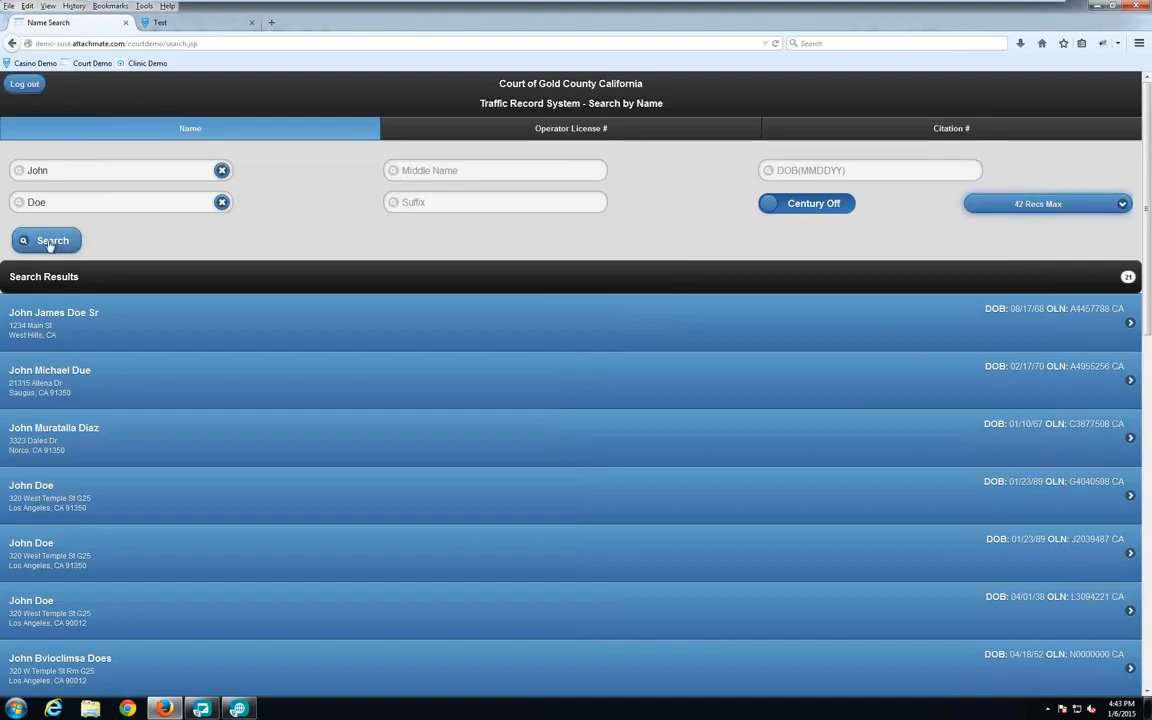 File Edit View History Bookmarks Tools Help
Name Search
Test
demo-suse.attachmate.com/courtdemo/search.jsp
Search
Casino Demo Court Demo Clinic Demo
Log out
Court of Gold County California
Traffic Record System - Search by Name
Name Operator License # Citation #
John Middle Name DOB(MMDDYY)
Doe Suffix Century Off 42 Recs Max
Search
Search Results 21
John James Doe Sr
1234 Main St
West Hills, CA
DOB: 08/17/68 OLN: A4457788 CA
John Michael Due
21315 Altena Dr
Saugus, CA 91350
DOB: 02/17/70 OLN: A4955256 CA
John Muratalla Diaz
3323 Dales Dr
Norco, CA 91350
DOB: 01/10/67 OLN: C3877508 CA
John Doe
320 West Temple St G25
Los Angeles, CA 91350
DOB: 01/23/89 OLN: G4040598 CA
John Doe
320 West Temple St G25
Los Angeles, CA 91350
DOB: 01/23/89 OLN: J2039487 CA
John Doe
320 West Temple St G25
Los Angeles, CA 90012
DOB: 04/01/38 OLN: L3094221 CA
John Bvioclimsa Does
320 W Temple St Rm G25
Los Angeles, CA 90012
DOB: 04/18/52 OLN: N0000000 CA
4:43 PM
1/6/2015